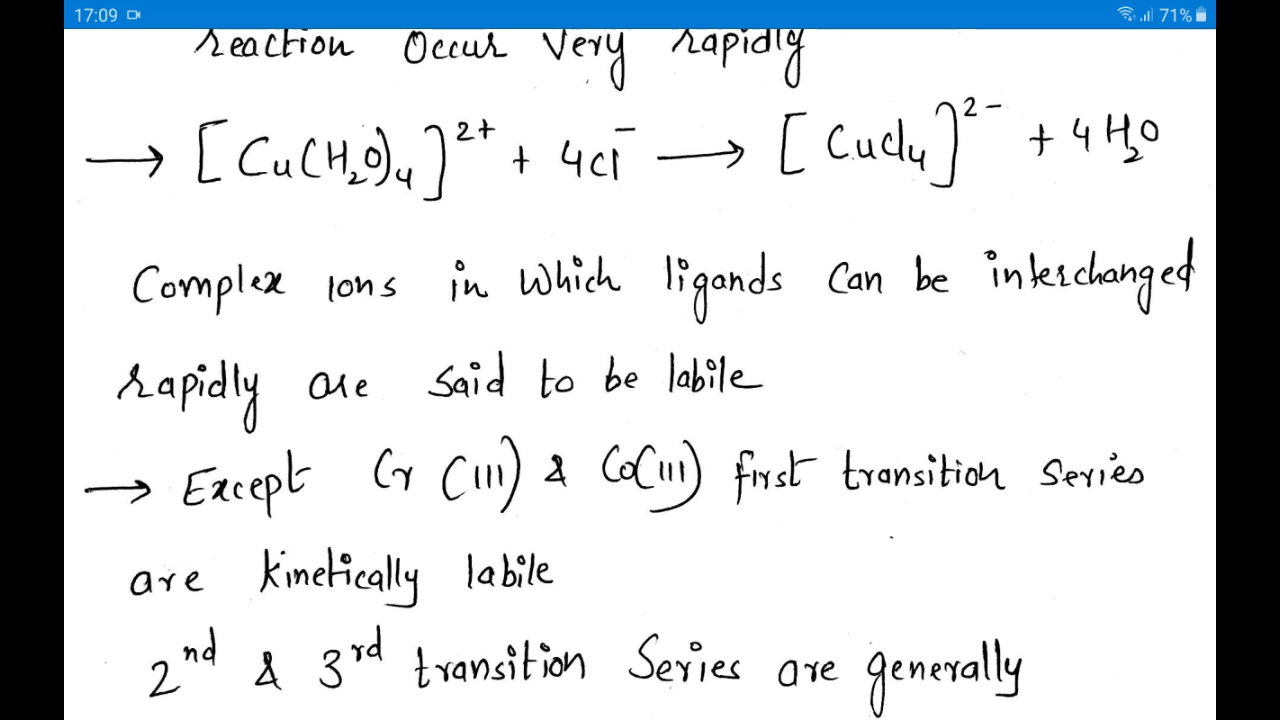 17:09 71%
reaction Occur Very rapidly
→ [Cu(H₂O)₄]²⁺ + 4Cl⁻ → [CuCl₄]²⁻ + 4H₂O
Complex ions in which ligands can be interchanged
rapidly are said to be labile
→ Except Cr(III) & Co(III) first transition series
are kinetically labile
2nd & 3rd transition Series are generally